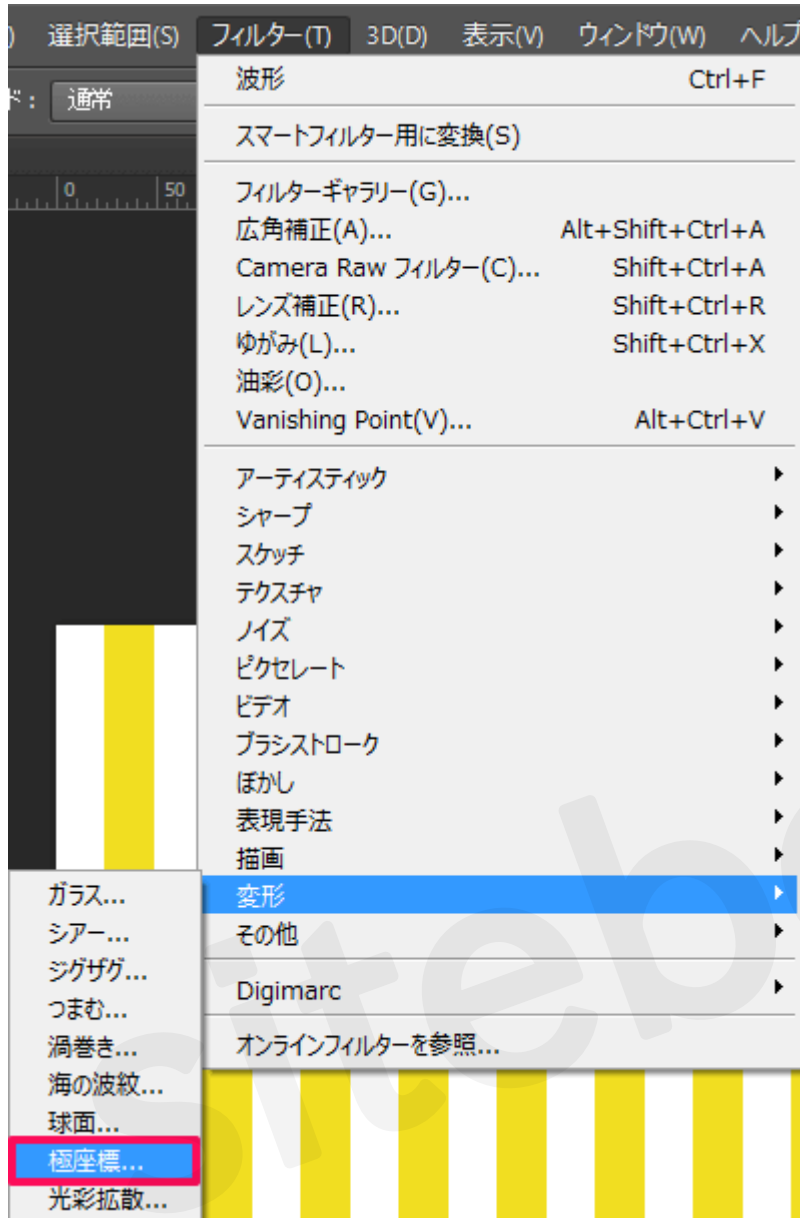 ) 選択範囲(S) フィルター(T) 3D(D) 表示(V) ウィンドウ(W) ヘルプ
ド: 通常
0 50
波形 Ctrl+F
スマートフィルター用に変換(S)
フィルターギャラリー(G)...
広角補正(A)... Alt+Shift+Ctrl+A
Camera Raw フィルター(C)... Shift+Ctrl+A
レンズ補正(R)... Shift+Ctrl+R
ゆがみ(L)... Shift+Ctrl+X
油彩(O)...
Vanishing Point(V)... Alt+Ctrl+V
アーティスティック
シャープ
スケッチ
テクスチャ
ノイズ
ピクセレート
ビデオ
ブラシストローク
ぼかし
表現手法
描画
変形
その他
Digimarc
オンラインフィルターを参照...
ガラス...
シアー...
ジグザグ...
つまむ...
渦巻き...
海の波紋...
球面...
極座標...
光彩拡散...
siteb